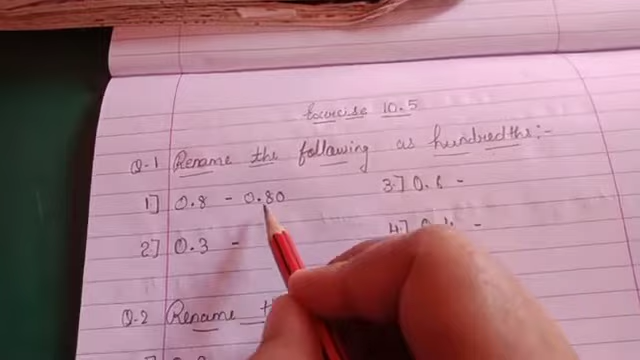 Exercise 10.5
Q-1 Rename the following as hundredths:-
1] 0.8 - 0.80
3.] 0.6 -
2] 0.3 -
4.]
Q-2 Rename